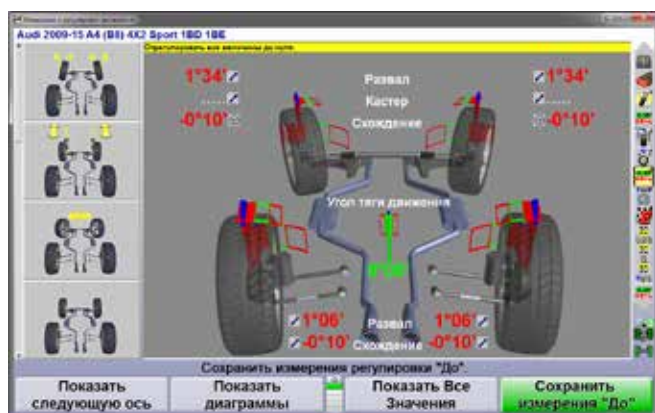 Audi 2009-15 A4 (B8) 4X2 Sport 1BD 1BE
Отрегулировать все величины до нуля.
1°34' Развал 1°34'
..... Кастер .....
-0°10' Схождение -0°10'
Угол тяги движения
1°06' Развал 1°06'
-0°10' Схождение -0°10'
Сохранить измерения регулировки "До".
Показать следующую ось
Показать диаграммы
Показать Все Значения
Сохранить измерения "До"